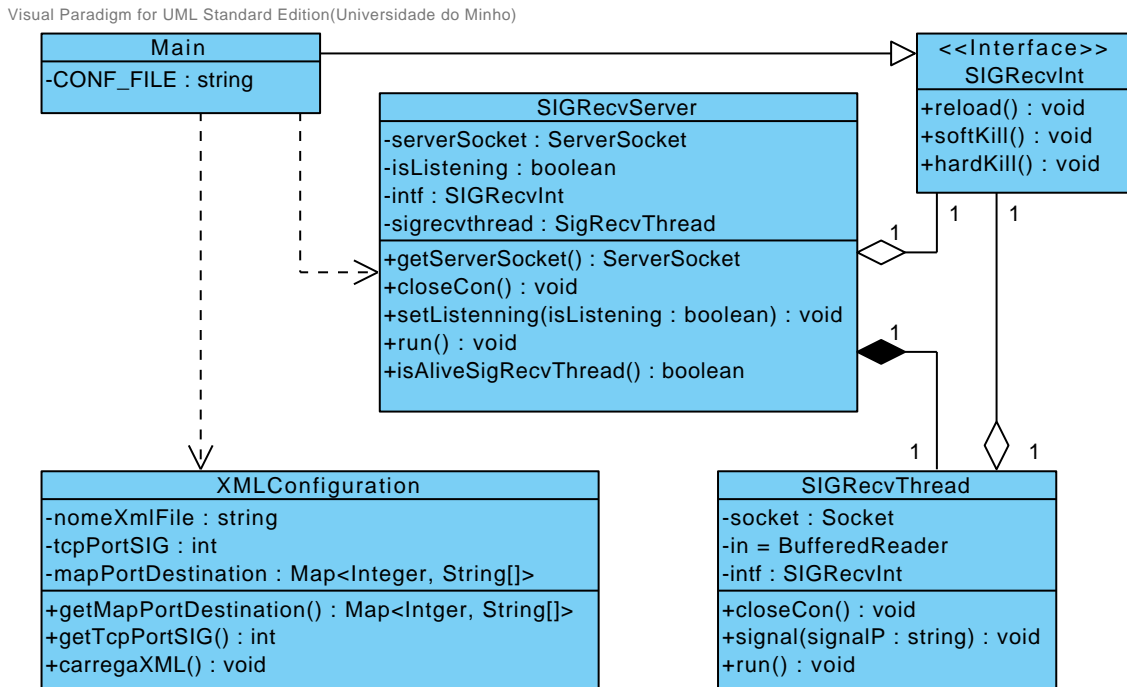 Visual Paradigm for UML Standard Edition(Universidade do Minho)
Main
-CONF_FILE : string
<<Interface>>
SIGRecvInt
+reload() : void
+softKill() : void
+hardKill() : void
SIGRecvServer
-serverSocket : ServerSocket
-isListening : boolean
-intf : SIGRecvInt
-sigrecvthread : SigRecvThread
+getServerSocket() : ServerSocket
+closeCon() : void
+setListenning(isListening : boolean) : void
+run() : void
+isAliveSigRecvThread() : boolean
1
1
1
1
1
1
XMLConfiguration
-nomeXmlFile : string
-tcpPortSIG : int
-mapPortDestination : Map<Integer, String[]>
+getMapPortDestination() : Map<Intger, String[]>
+getTcpPortSIG() : int
+carregaXML() : void
SIGRecvThread
-socket : Socket
-in = BufferedReader
-intf : SIGRecvInt
+closeCon() : void
+signal(signalP : string) : void
+run() : void